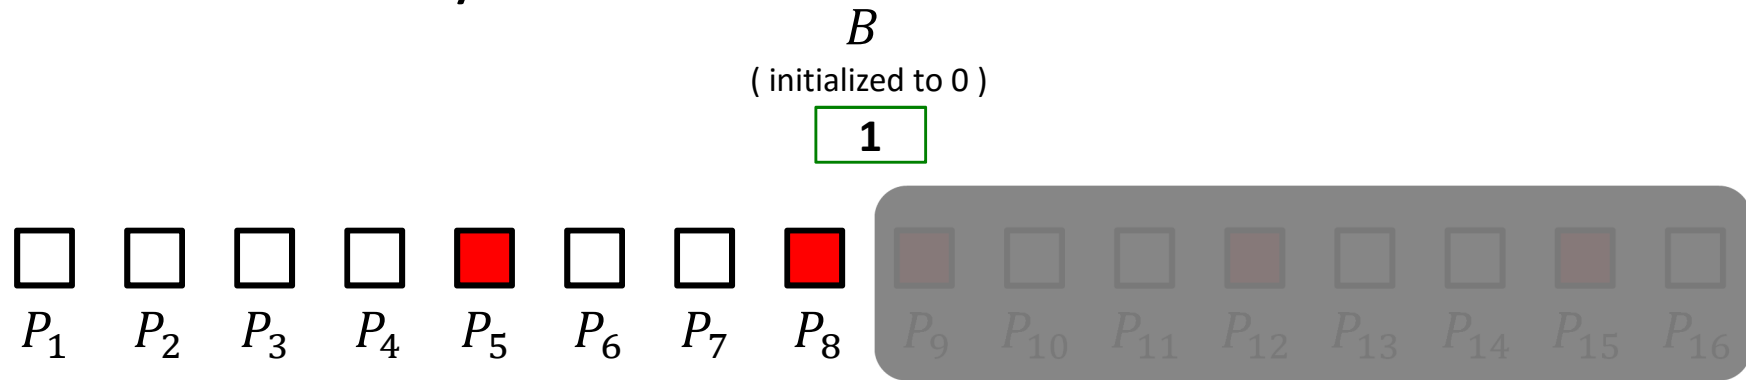 B
( initialized to 0 )
1
P₁ P₂ P₃ P₄ P₅ P₆ P₇ P₈ P₉ P₁₀ P₁₁ P₁₂ P₁₃ P₁₄ P₁₅ P₁₆